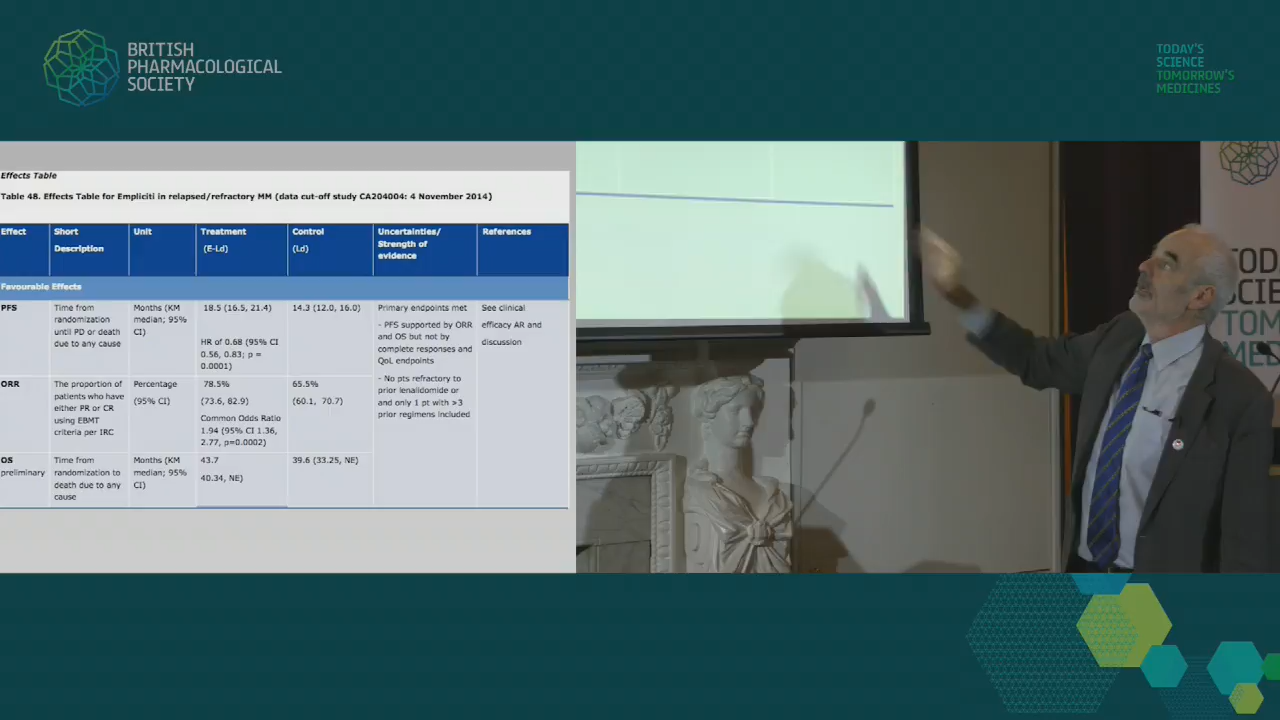 BRITISH
PHARMACOLOGICAL
SOCIETY
TODAY'S
SCIENCE
TOMORROW'S
MEDICINES
Effects Table
Table 48. Effects Table for Empliciti in relapsed/refractory MM (data cut-off study CA204004: 4 November 2014)
Effect
Short
Description
Unit
Treatment
(E-Ld)
Control
(Ld)
Uncertainties/
Strength of
evidence
References
Favourable Effects
PFS
Time from
randomization
until PD or death
due to any cause
Months (KM
median; 95%
CI)
18.5 (16.5, 21.4)
HR of 0.68 (95% CI
0.56, 0.83; p =
0.0001)
14.3 (12.0, 16.0)
Primary endpoints met
- PFS supported by ORR
and OS but not by
complete responses and
QoL endpoints
- No pts refractory to
prior lenalidomide or
and only 1 pt with >3
prior regimens included
See clinical
efficacy AR and
discussion
ORR
The proportion of
patients who have
either PR or CR
using EBMT
criteria per IRC
Percentage
(95% CI)
78.5%
(73.6, 82.9)
Common Odds Ratio
1.94 (95% CI 1.36,
2.77, p=0.0002)
65.5%
(60.1, 70.7)
OS
preliminary
Time from
randomization to
death due to any
cause
Months (KM
median; 95%
CI)
43.7
40.34, NE)
39.6 (33.25, NE)
TOD
SCIE
TOM
MED